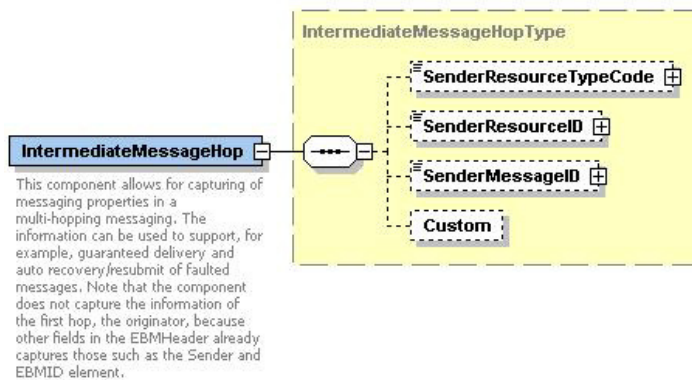 IntermediateMessageHopType
SenderResourceTypeCode
SenderResourceID
IntermediateMessageHop
SenderMessageID
Custom
This component allows for capturing of
messaging properties in a
multi-hopping messaging. The
information can be used to support, for
example, guaranteed delivery and
auto recovery/resubmit of faulted
messages. Note that the component
does not capture the information of
the first hop, the originator, because
other fields in the EBMHeader already
captures those such as the Sender and
EBMID element.